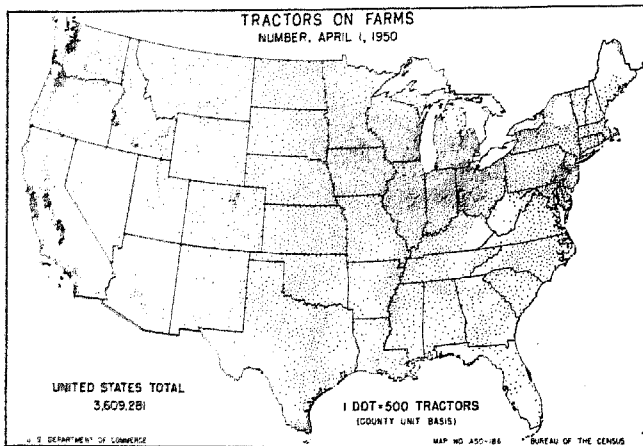 TRACTORS ON FARMS
NUMBER, APRIL 1, 1950
UNITED STATES TOTAL
3,609,281
1 DOT=500 TRACTORS
(COUNTY UNIT BASIS)
U S DEPARTMENT OF COMMERCE
MAP NO A50-186
BUREAU OF THE CENSUS